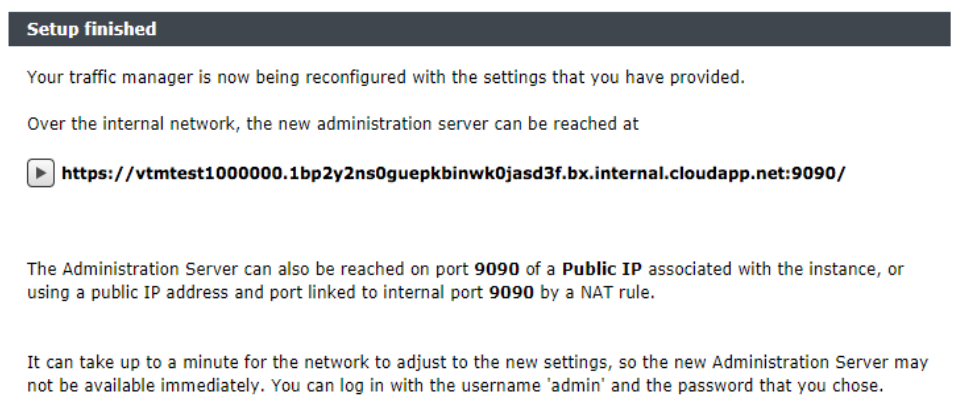 Setup finished
Your traffic manager is now being reconfigured with the settings that you have provided.
Over the internal network, the new administration server can be reached at
https://vtmtest1000000.1bp2y2ns0guepkbinwk0jasd3f.bx.internal.cloudapp.net:9090/
The Administration Server can also be reached on port 9090 of a Public IP associated with the instance, or
using a public IP address and port linked to internal port 9090 by a NAT rule.
It can take up to a minute for the network to adjust to the new settings, so the new Administration Server may
not be available immediately. You can log in with the username 'admin' and the password that you chose.